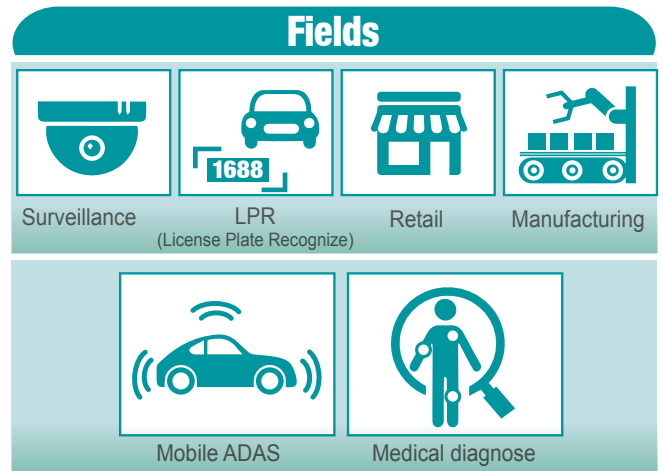 Fields
1688
Surveillance
LPR
(License Plate Recognize)
Retail
Manufacturing
Mobile ADAS
Medical diagnose